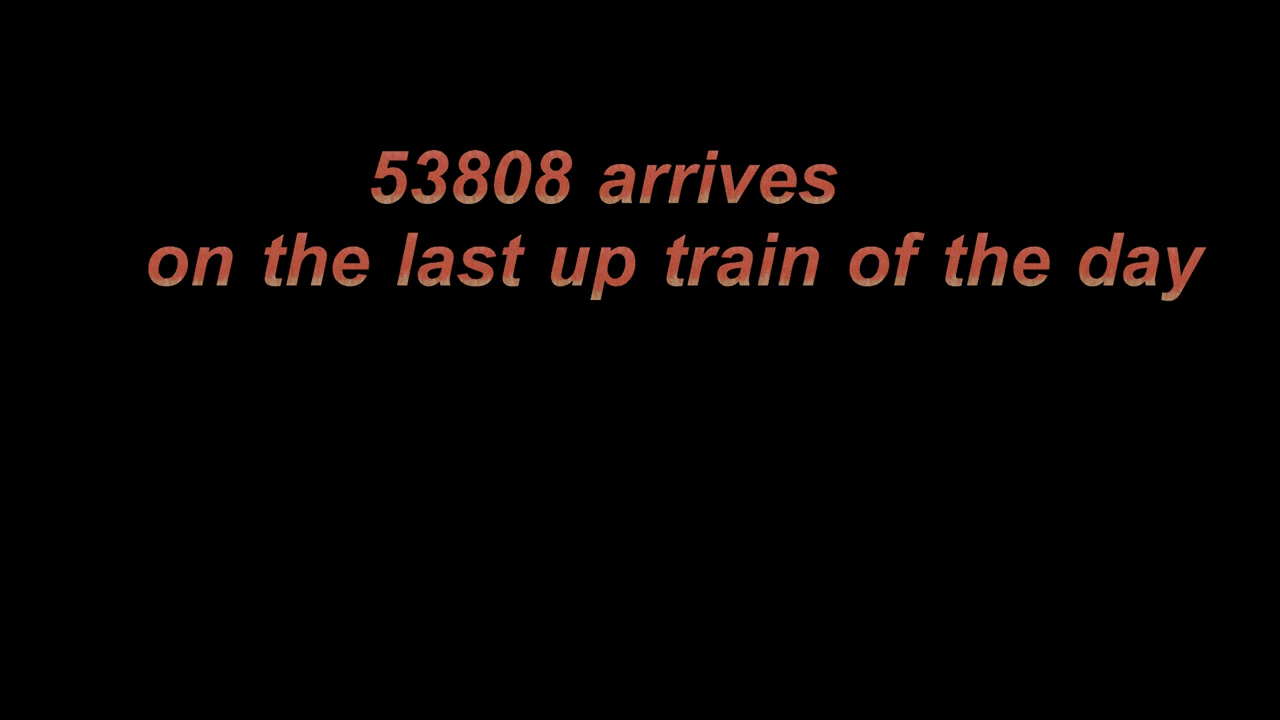 53808 arrives
on the last up train of the day